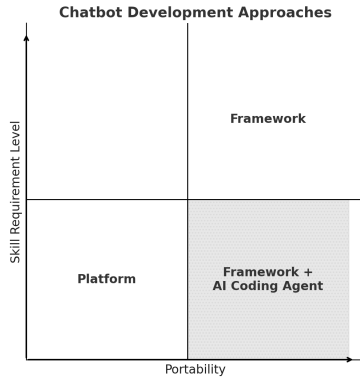 Chatbot Development Approaches
Skill Requirement Level
Framework
Platform
Framework +
AI Coding Agent
Portability